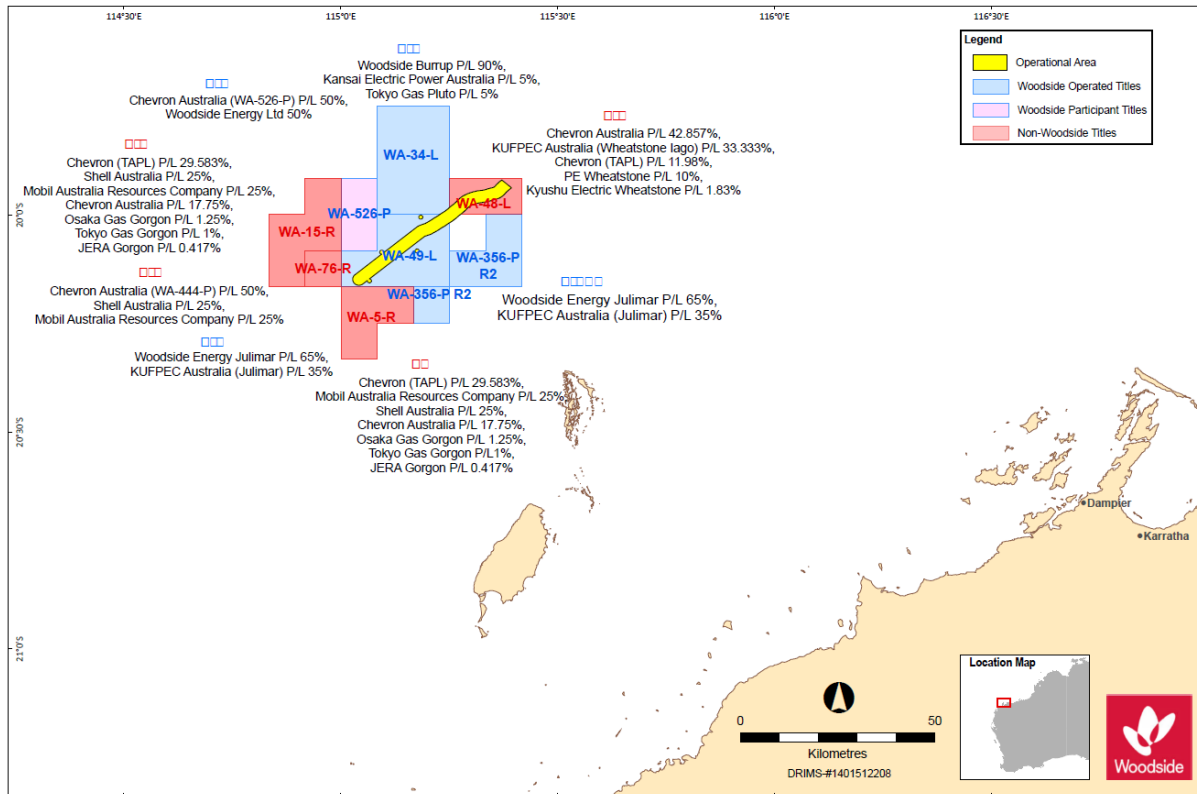 114°30'E
115°0'E
115°30'E
116°0'E
116°30'E
Legend
Operational Area
Woodside Operated Titles
Woodside Participant Titles
Non-Woodside Titles
Woodside Burrup P/L 90%,
Kansai Electric Power Australia P/L 5%,
Tokyo Gas Pluto P/L 5%
Chevron Australia (WA-526-P) P/L 50%,
Woodside Energy Ltd 50%
Chevron Australia P/L 42.857%,
KUFPEC Australia (Wheatstone Iago) P/L 33.333%,
Chevron (TAPL) P/L 11.98%,
PE Wheatstone P/L 10%,
Kyushu Electric Wheatstone P/L 1.83%
Chevron (TAPL) P/L 29.583%,
Shell Australia P/L 25%,
Mobil Australia Resources Company P/L 25%,
Chevron Australia P/L 17.75%,
Osaka Gas Gorgon P/L 1.25%,
Tokyo Gas Gorgon P/L 1%,
JERA Gorgon P/L 0.417%
WA-34-L
WA-526-P
WA-48-L
WA-15-R
WA-76-R
WA-49-L
WA-356-P
R2
WA-356-P R2
WA-5-R
20°0'S
Chevron Australia (WA-444-P) P/L 50%,
Shell Australia P/L 25%,
Mobil Australia Resources Company P/L 25%
Woodside Energy Julimar P/L 65%,
KUFPEC Australia (Julimar) P/L 35%
Woodside Energy Julimar P/L 65%,
KUFPEC Australia (Julimar) P/L 35%
Chevron (TAPL) P/L 29.583%,
Mobil Australia Resources Company P/L 25%,
Shell Australia P/L 25%,
Chevron Australia P/L 17.75%,
Osaka Gas Gorgon P/L 1.25%,
Tokyo Gas Gorgon P/L1%,
JERA Gorgon P/L 0.417%
20°30'S
Dampier
Karratha
21°0'S
0
50
Kilometres
DRIMS-#1401512208
Location Map
Woodside